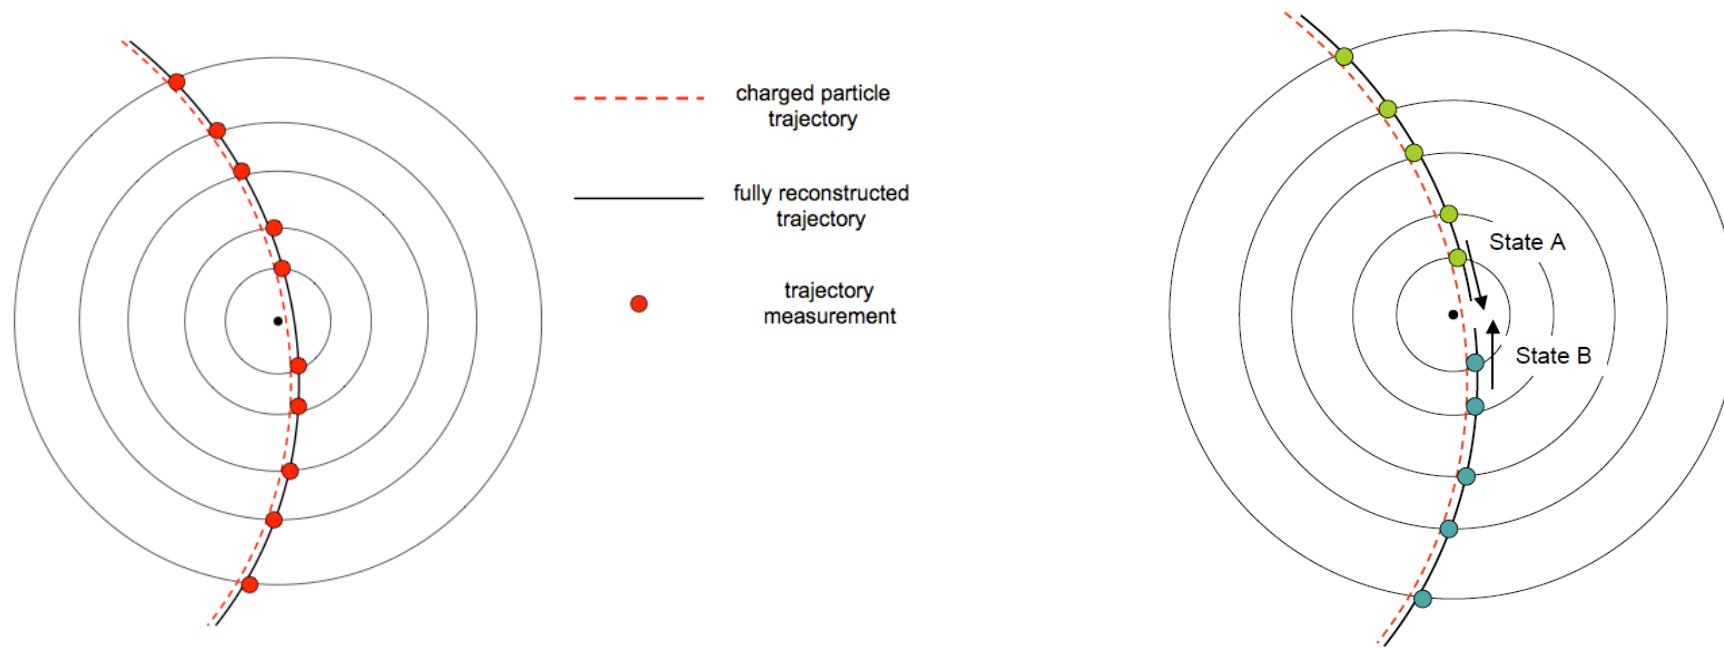 charged particle
trajectory
fully reconstructed
trajectory
trajectory
measurement
State A
State B